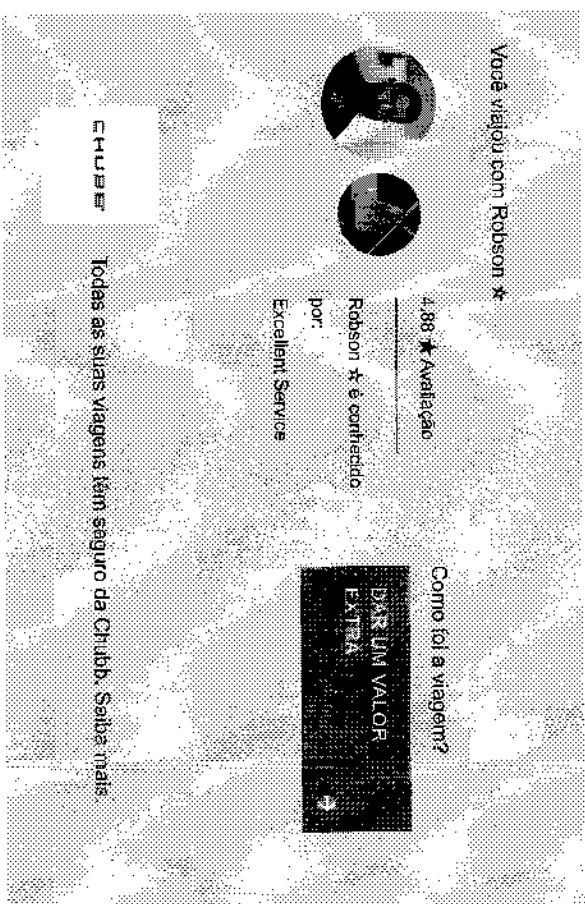 Você viajou com Robson ☆
4.88 ★ Avaliação
Robson ☆ é conhecido
por:
Excellent Service
Como foi a viagem?
DAR UM VALOR
EXTRA
CHUBB
Todas as suas viagens têm seguro da Chubb. Saiba mais.